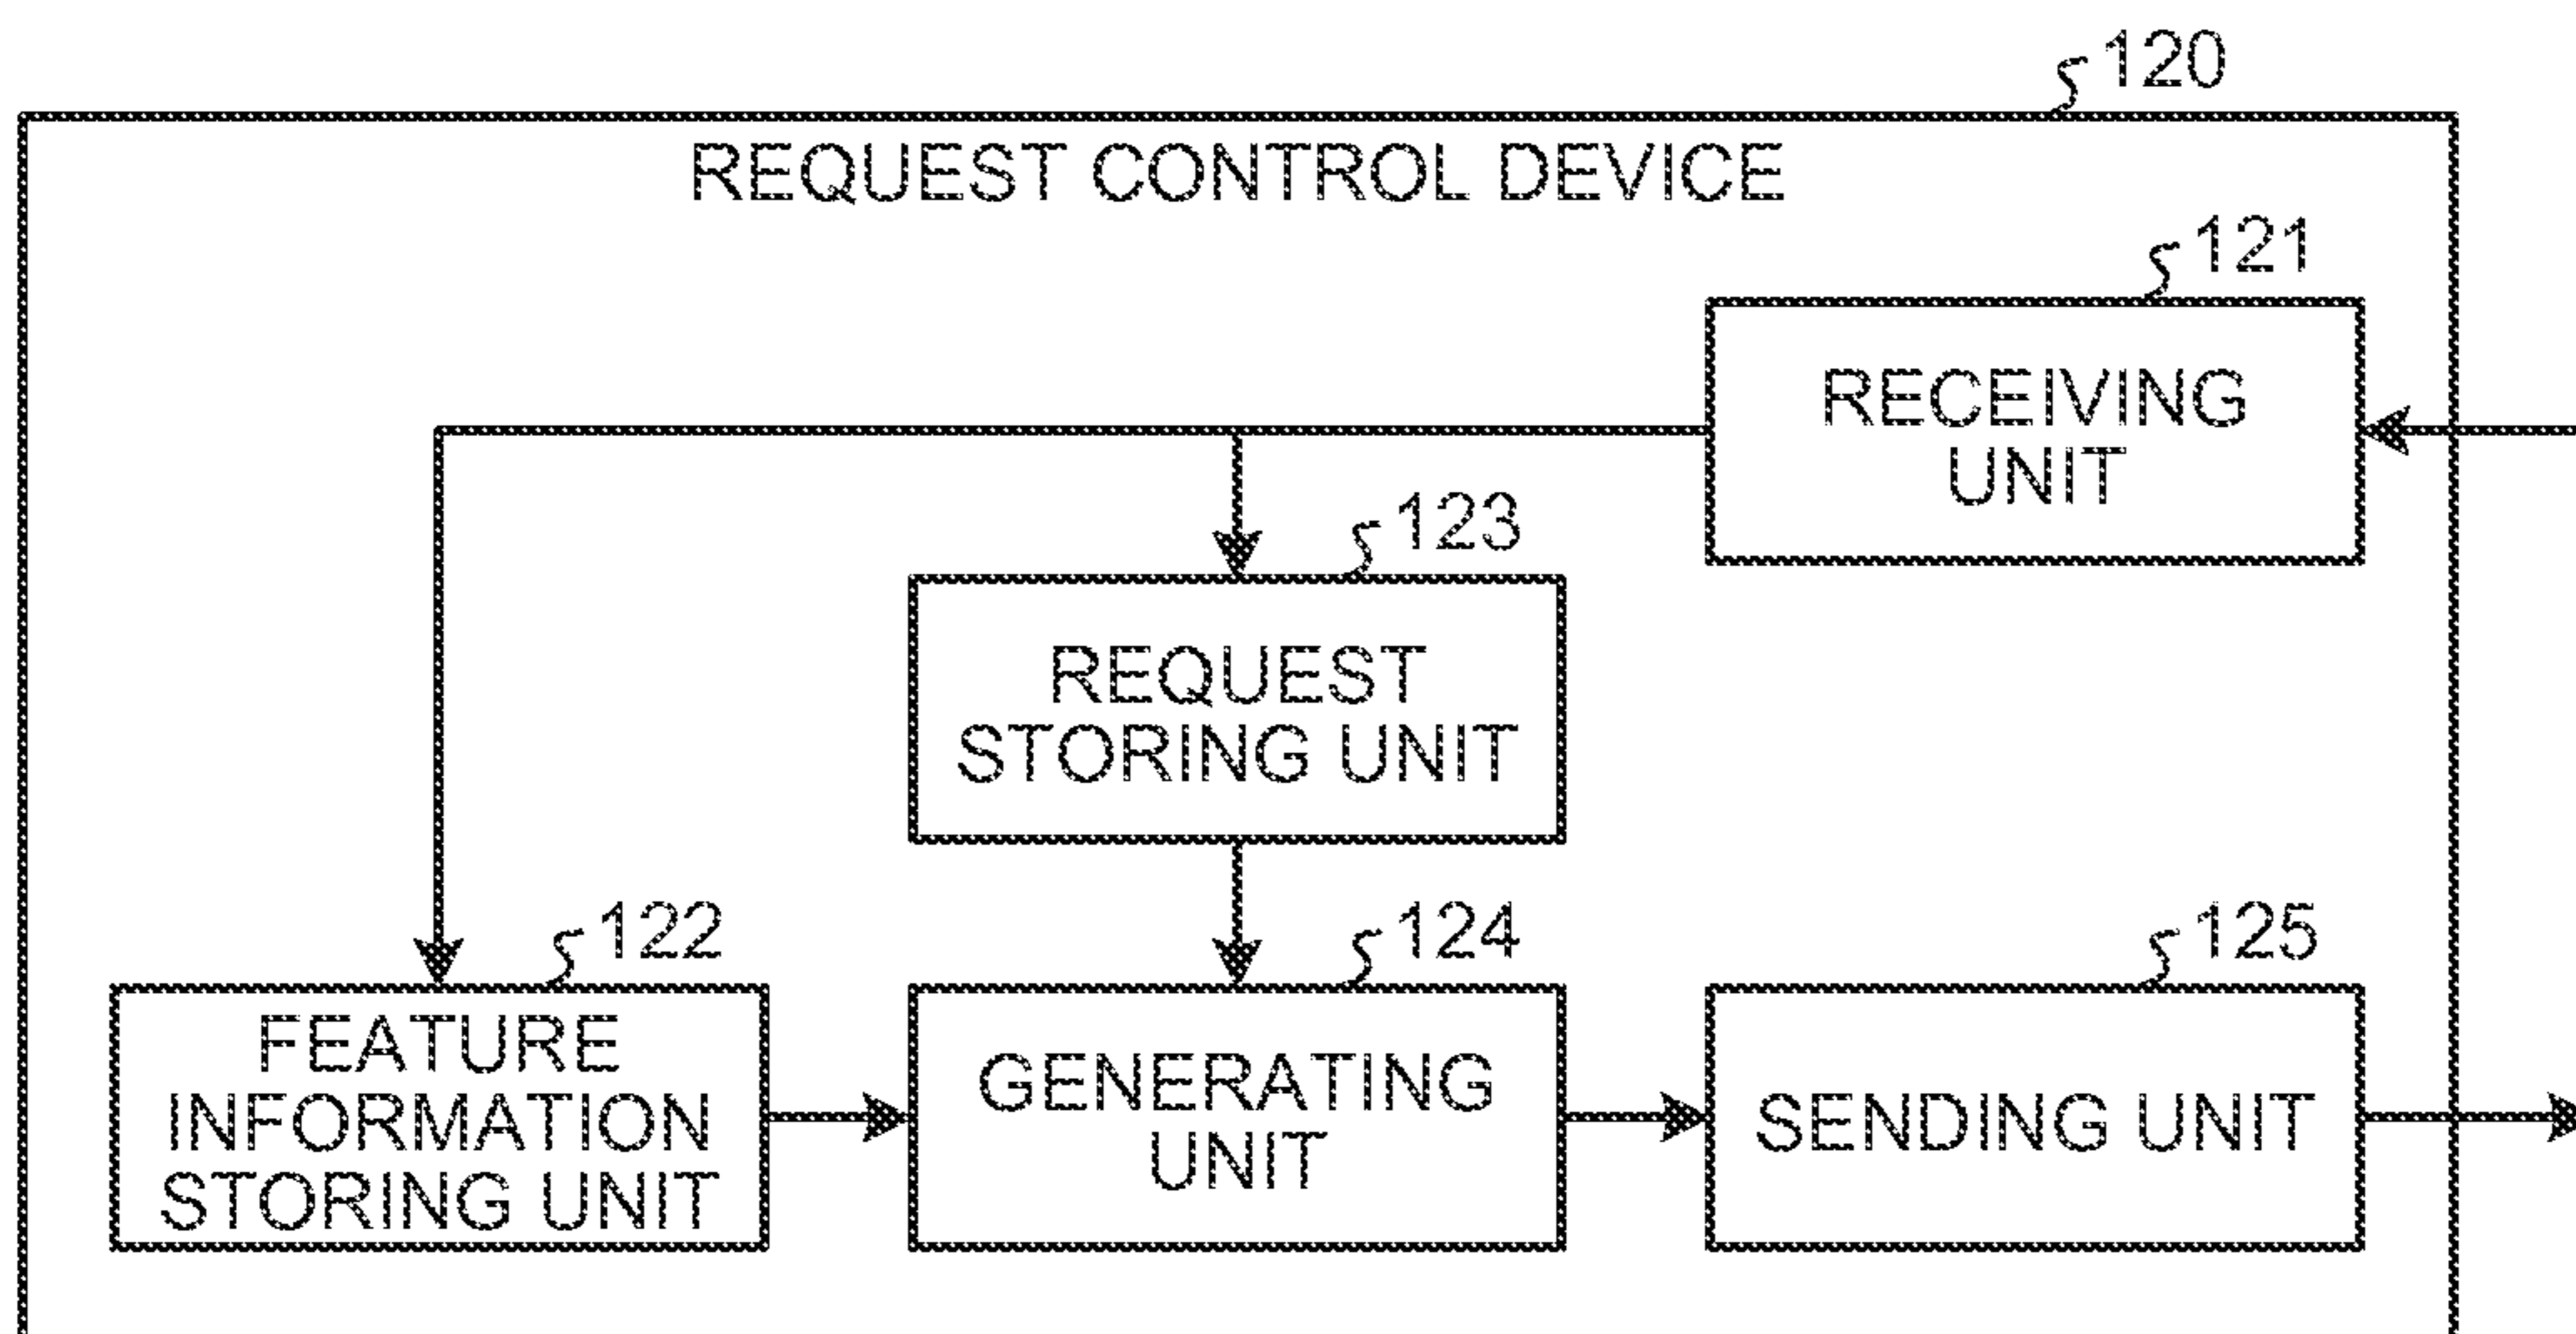 120
REQUEST CONTROL DEVICE
121
RECEIVING
UNIT
123
REQUEST
STORING UNIT
122
FEATURE
INFORMATION
STORING UNIT
124
GENERATING
UNIT
125
SENDING UNIT